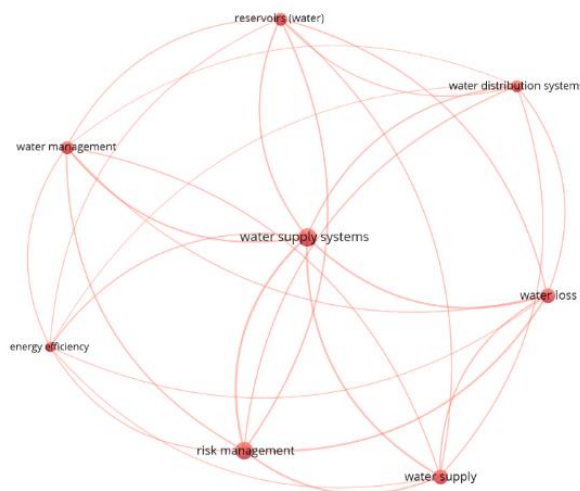 reservoirs (water)
water distribution system
water management
water supply systems
water loss
energy efficiency
risk management
water supply